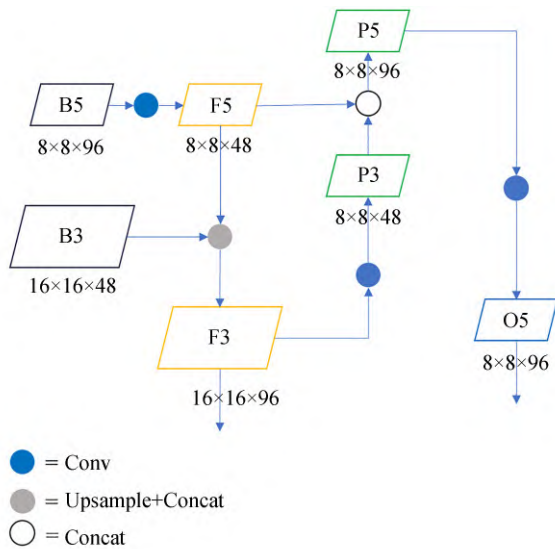 P5
8×8×96
B5
F5
8×8×96
8×8×48
P3
8×8×48
B3
16×16×48
F3
O5
16×16×96
8×8×96
= Conv
= Upsample+Concat
= Concat